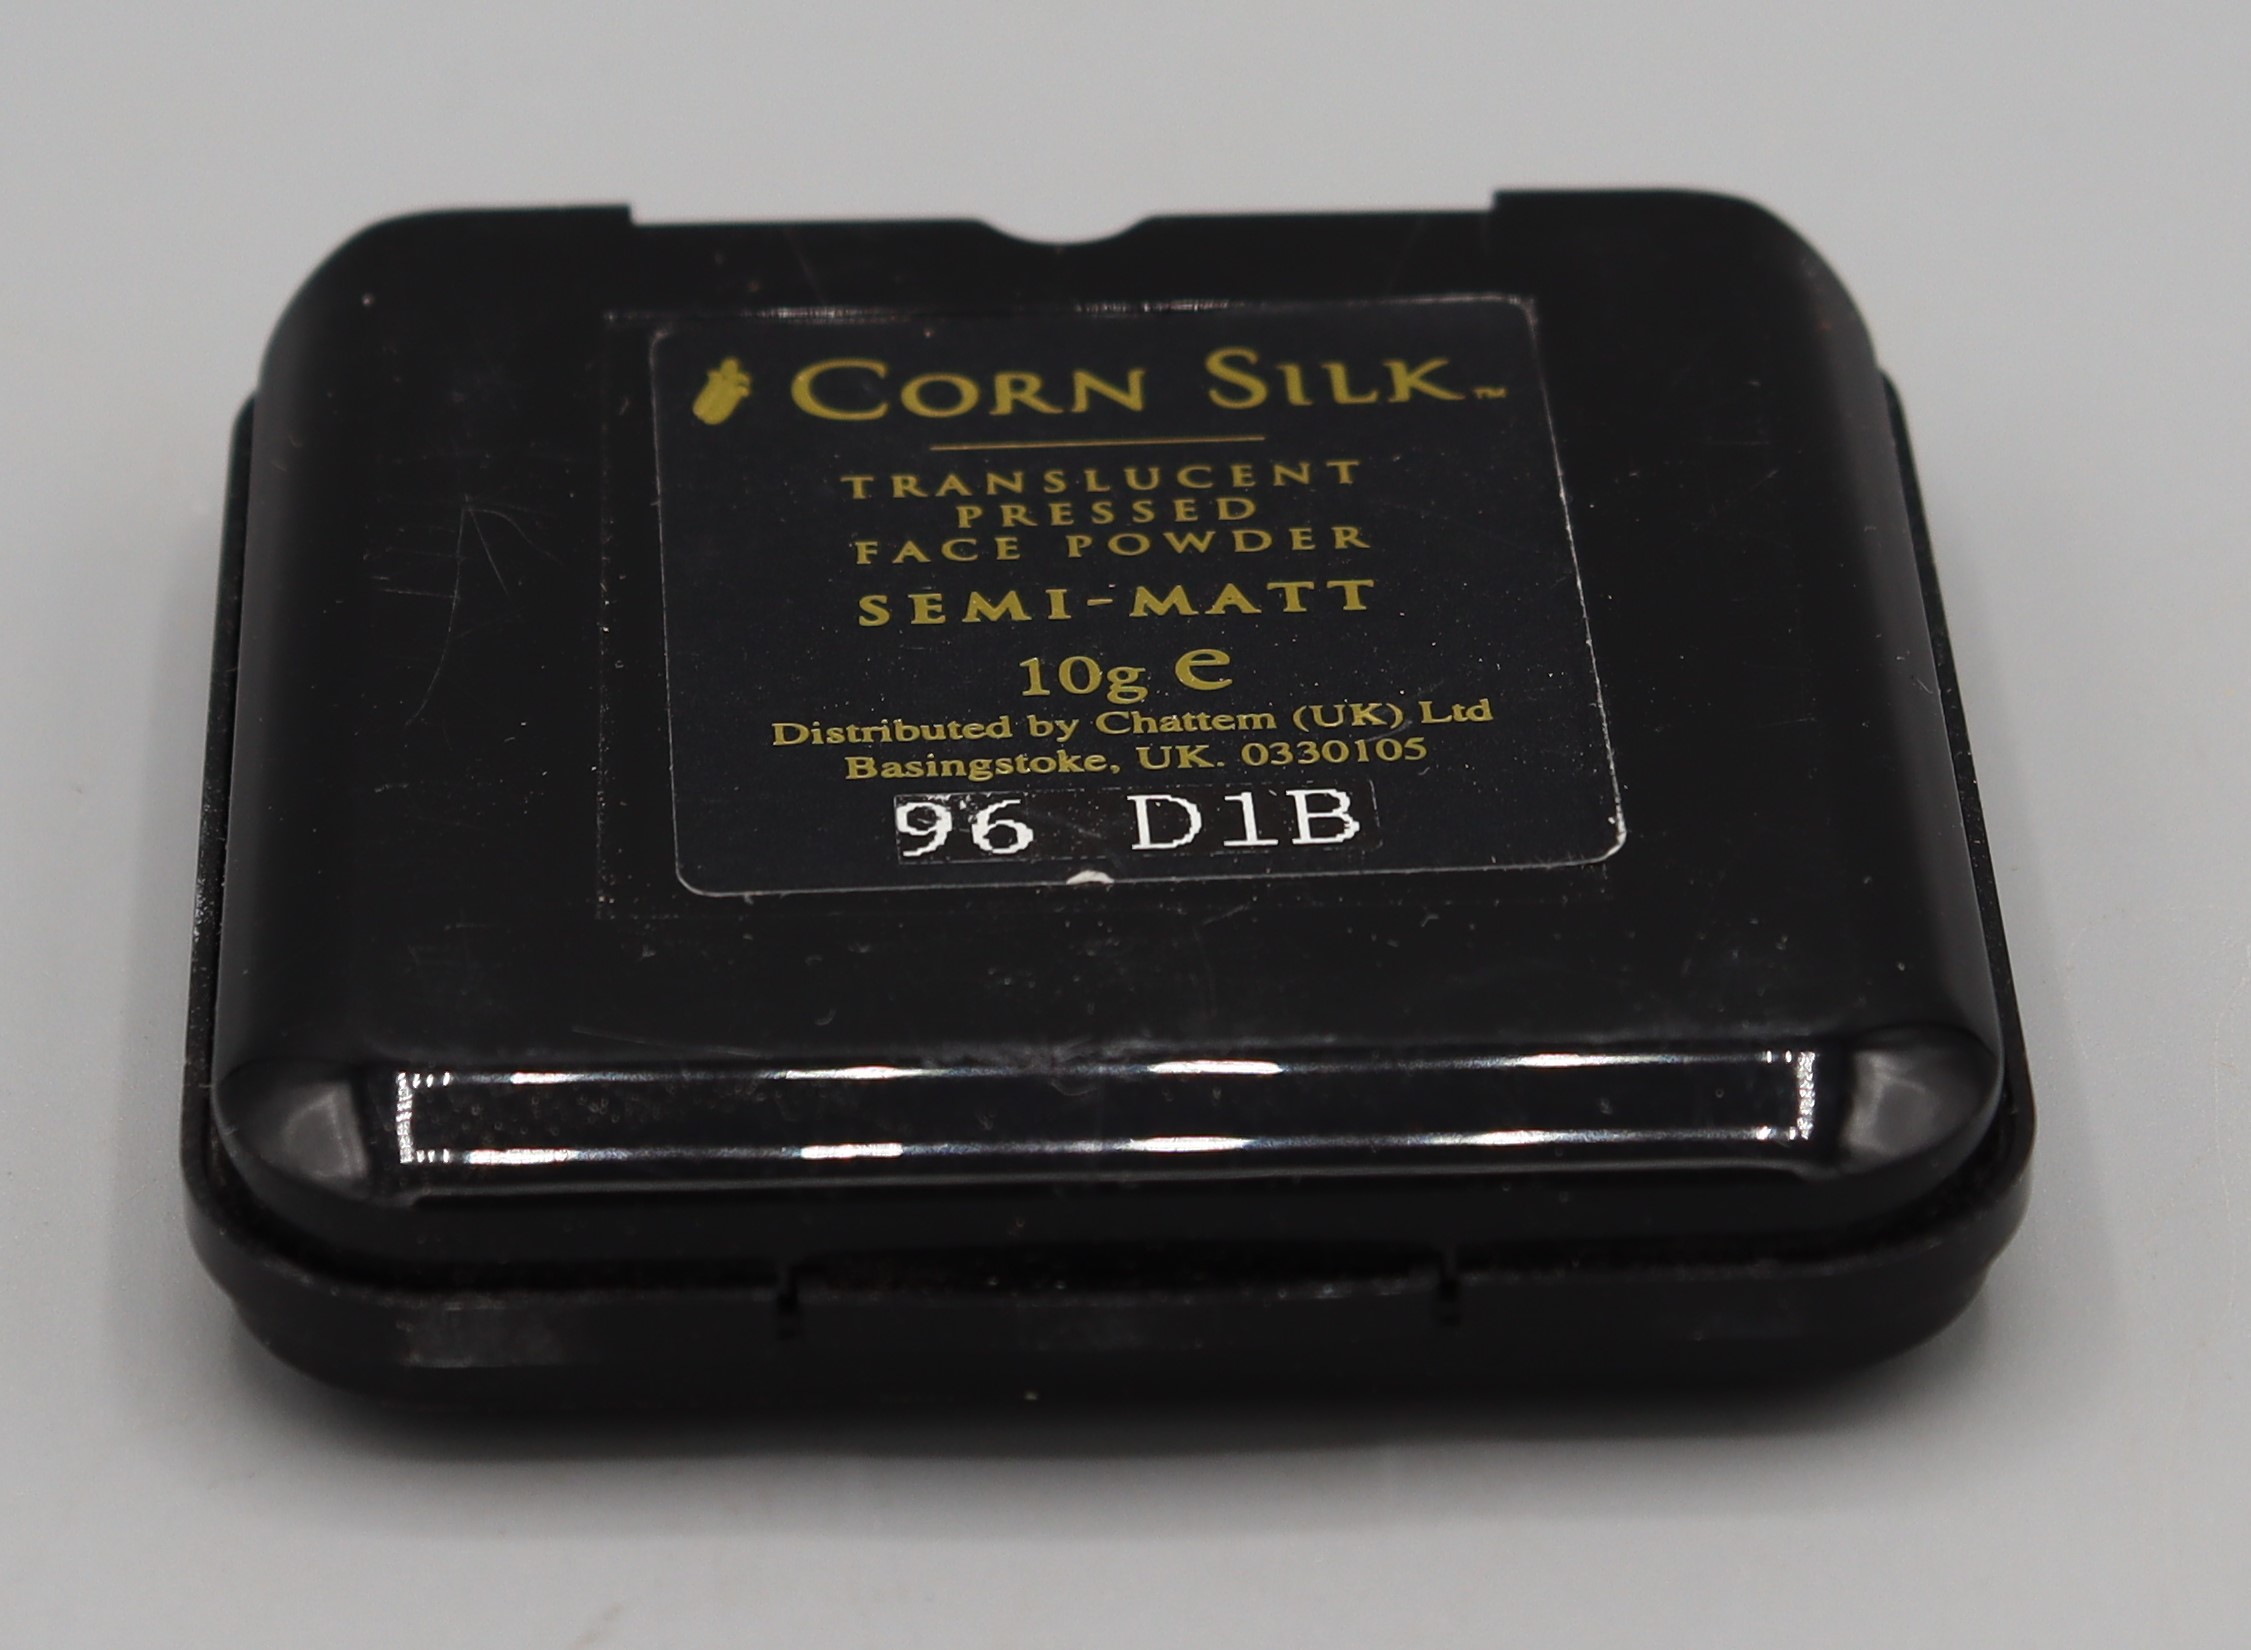 CORN SILK™
TRANSLUCENT
PRESSED
FACE POWDER
SEMI-MATT
10g e
Distributed by Chattem (UK) Ltd
Basingstoke, UK. 0330105
96 D1B